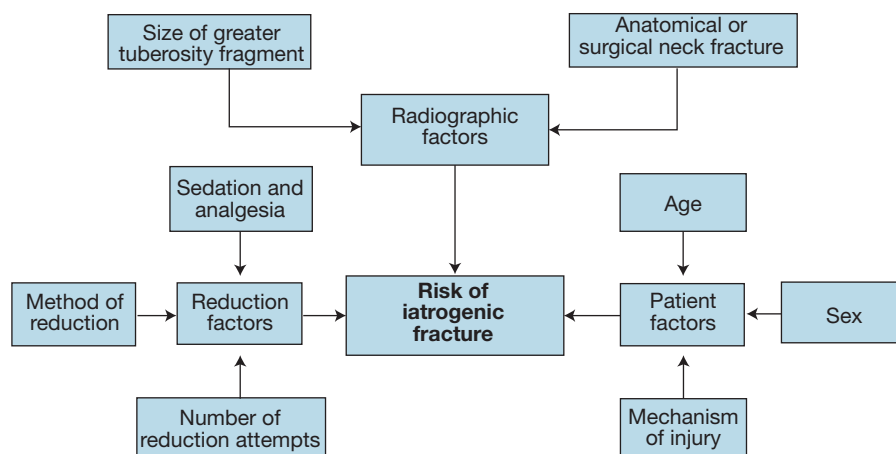 Size of greater
tuberosity fragment
Anatomical or
surgical neck fracture
Radiographic
factors
Sedation and
analgesia
Age
Method of
reduction
Reduction
factors
Risk of
iatrogenic
fracture
Patient
factors
Sex
Number of
reduction attempts
Mechanism
of injury